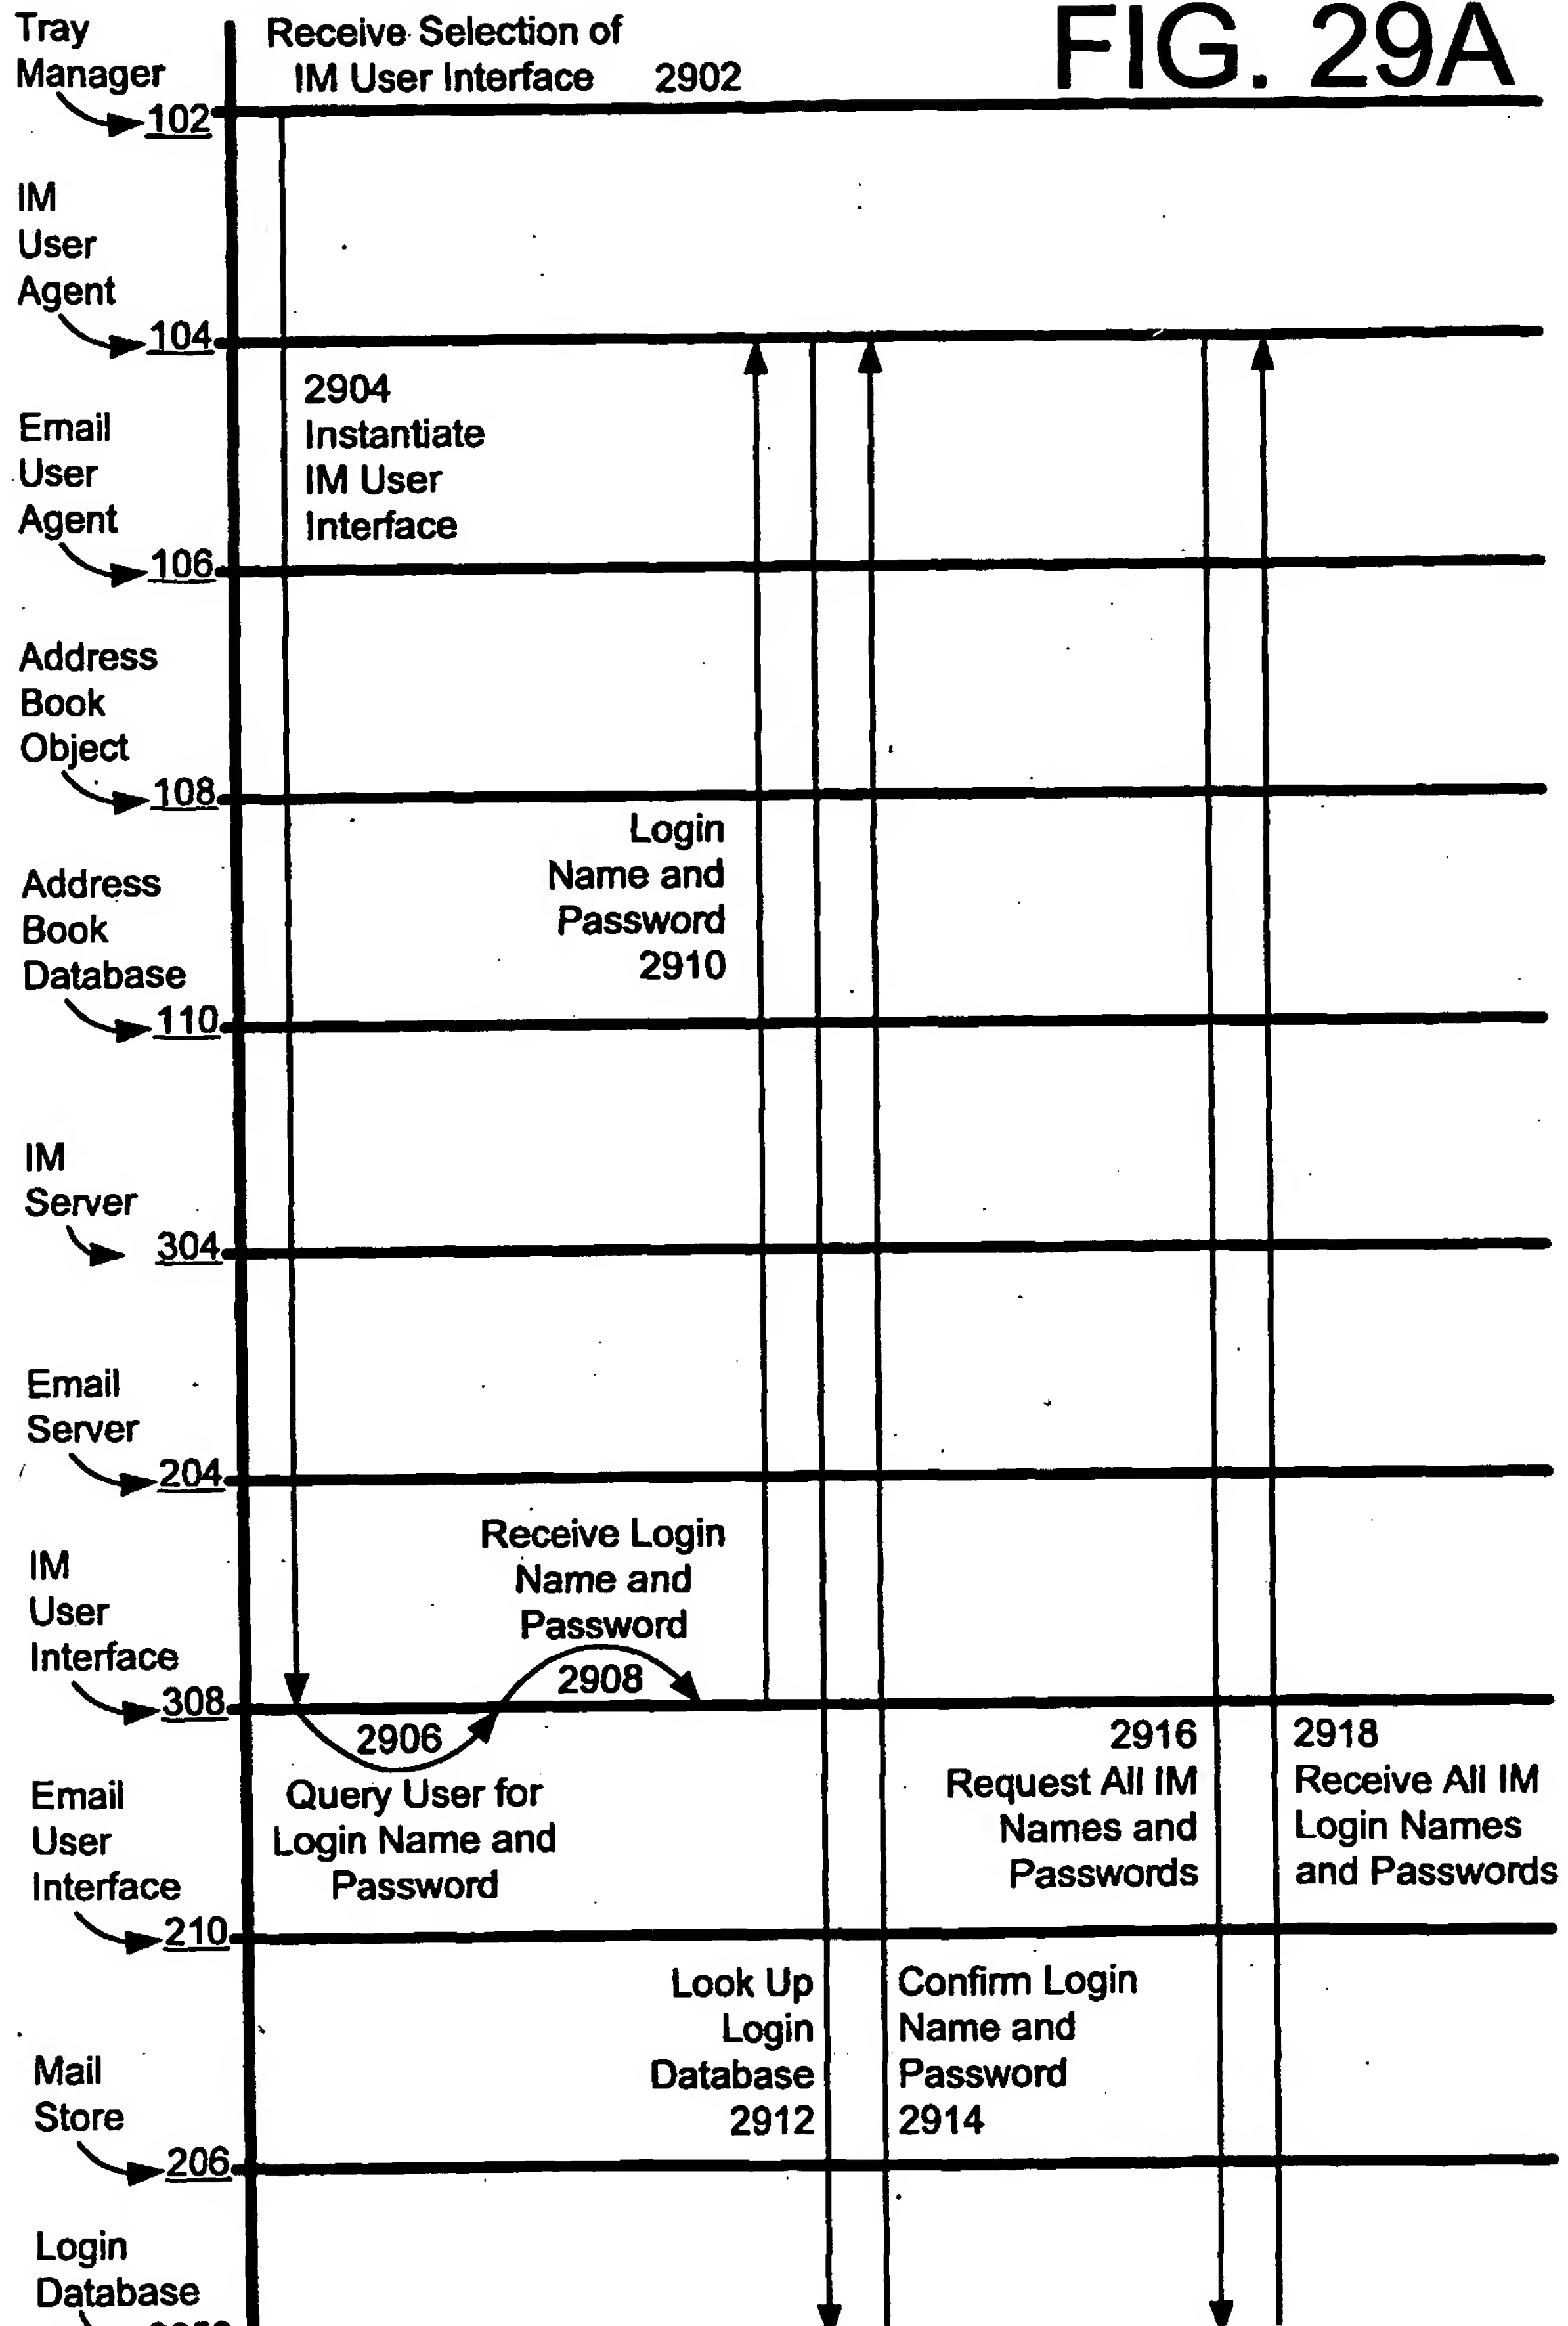 FIG. 29A
Tray
Manager
102
Receive Selection of
IM User Interface 2902
IM
User
Agent
104
2904
Instantiate
IM User
Interface
Email
User
Agent
106
Address
Book
Object
108
Login
Name and
Password
2910
Address
Book
Database
110
IM
Server
304
Email
Server
204
Receive Login
Name and
Password
2908
IM
User
Interface
308
2906
Query User for
Login Name and
Password
2916
Request All IM
Names and
Passwords
2918
Receive All IM
Login Names
and Passwords
Email
User
Interface
210
Look Up
Login
Database
2912
Confirm Login
Name and
Password
2914
Mail
Store
206
Login
Database